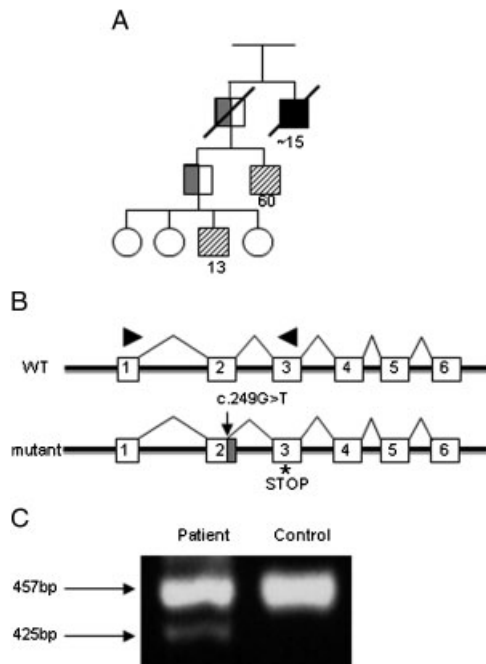 A
~15
60
13
B
WT 1 2 3 4 5 6
c.249G>T
mutant 1 2 3 4 5 6
*
STOP
C
Patient Control
457bp
425bp